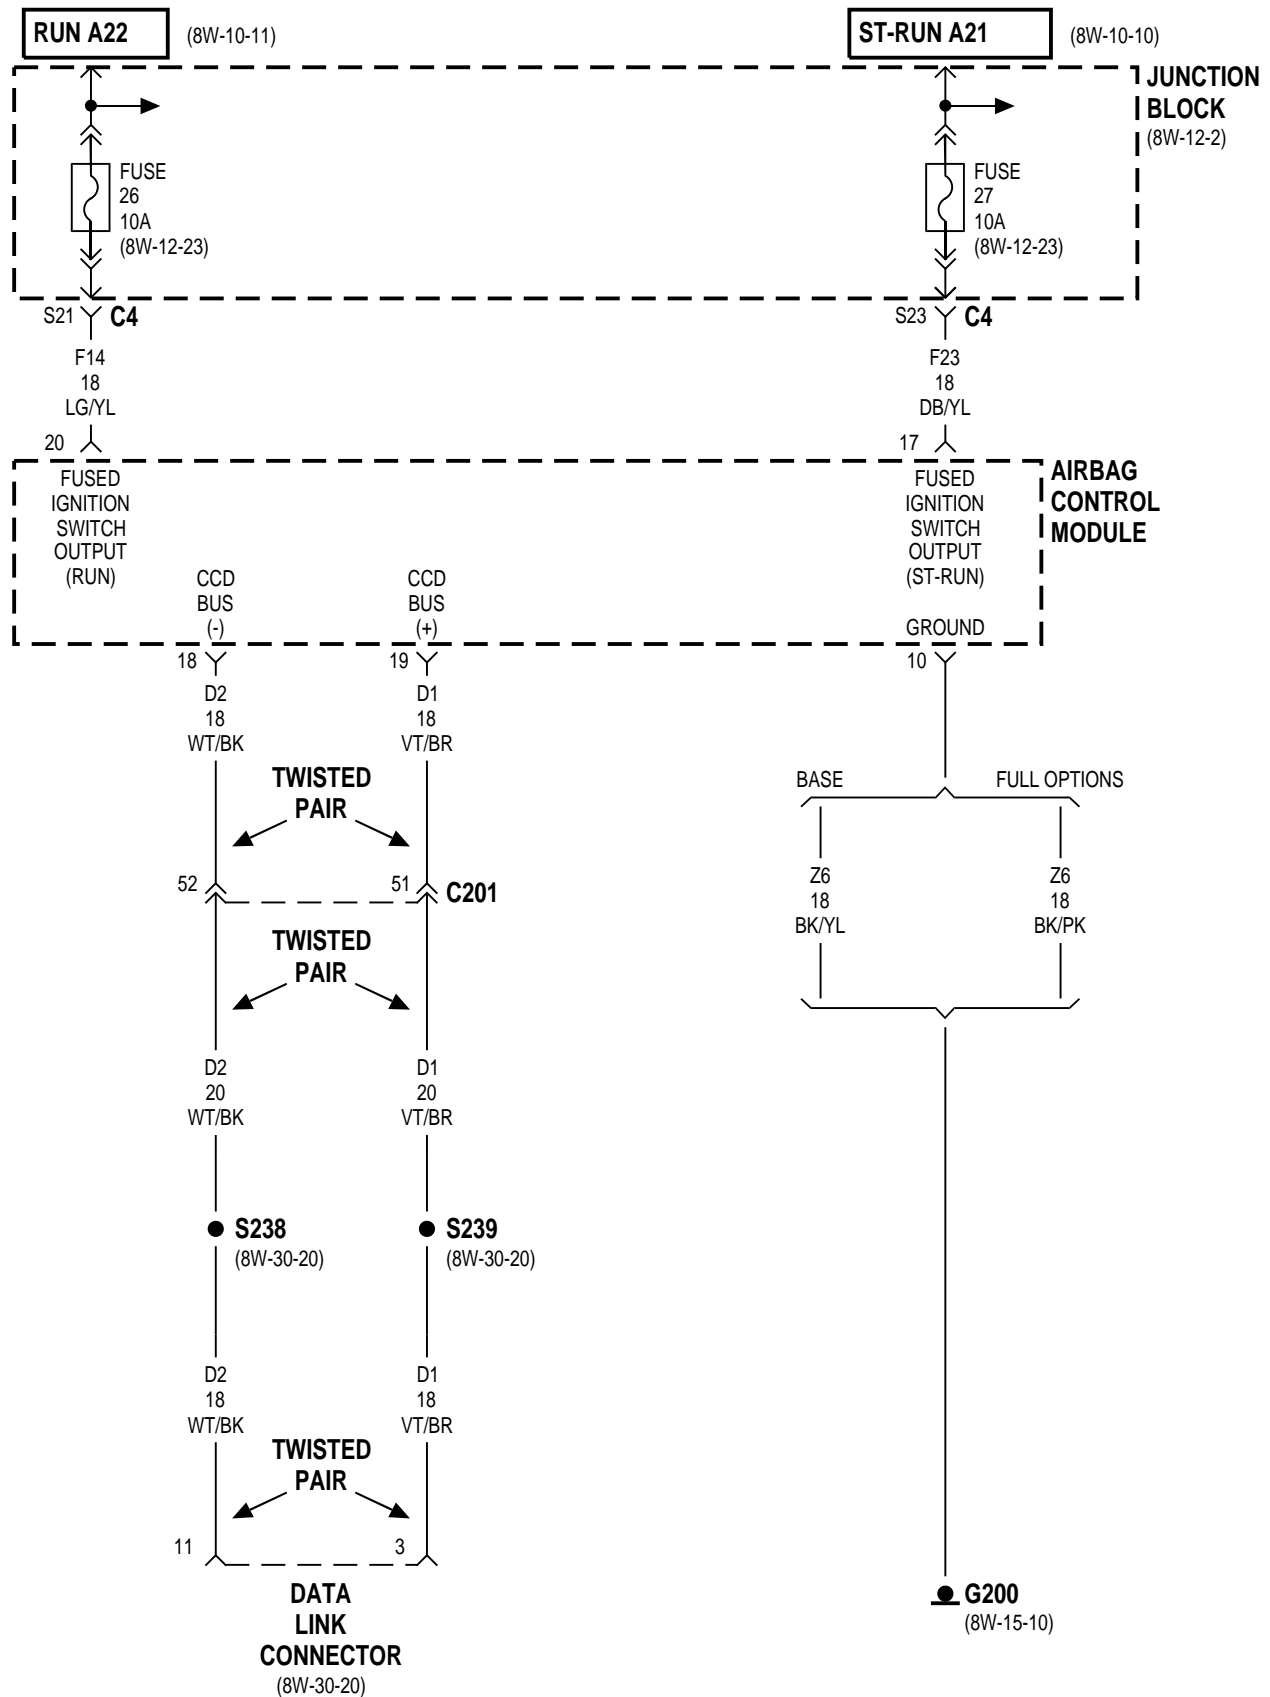 RUN A22 (8W-10-11)
ST-RUN A21 (8W-10-10)
JUNCTION
BLOCK
(8W-12-2)
FUSE
26
10A
(8W-12-23)
FUSE
27
10A
(8W-12-23)
S21 C4
S23 C4
F14
18
LG/YL
20
F23
18
DB/YL
17
AIRBAG
CONTROL
MODULE
FUSED
IGNITION
SWITCH
OUTPUT
(RUN)
FUSED
IGNITION
SWITCH
OUTPUT
(ST-RUN)
CCD
BUS
(-)
CCD
BUS
(+)
GROUND
18
19
10
D2
18
WT/BK
D1
18
VT/BR
TWISTED
PAIR
BASE
FULL OPTIONS
Z6
18
BK/YL
Z6
18
BK/PK
52
51
C201
TWISTED
PAIR
D2
20
WT/BK
D1
20
VT/BR
S238
(8W-30-20)
S239
(8W-30-20)
D2
18
WT/BK
D1
18
VT/BR
TWISTED
PAIR
11
3
DATA
LINK
CONNECTOR
(8W-30-20)
G200
(8W-15-10)